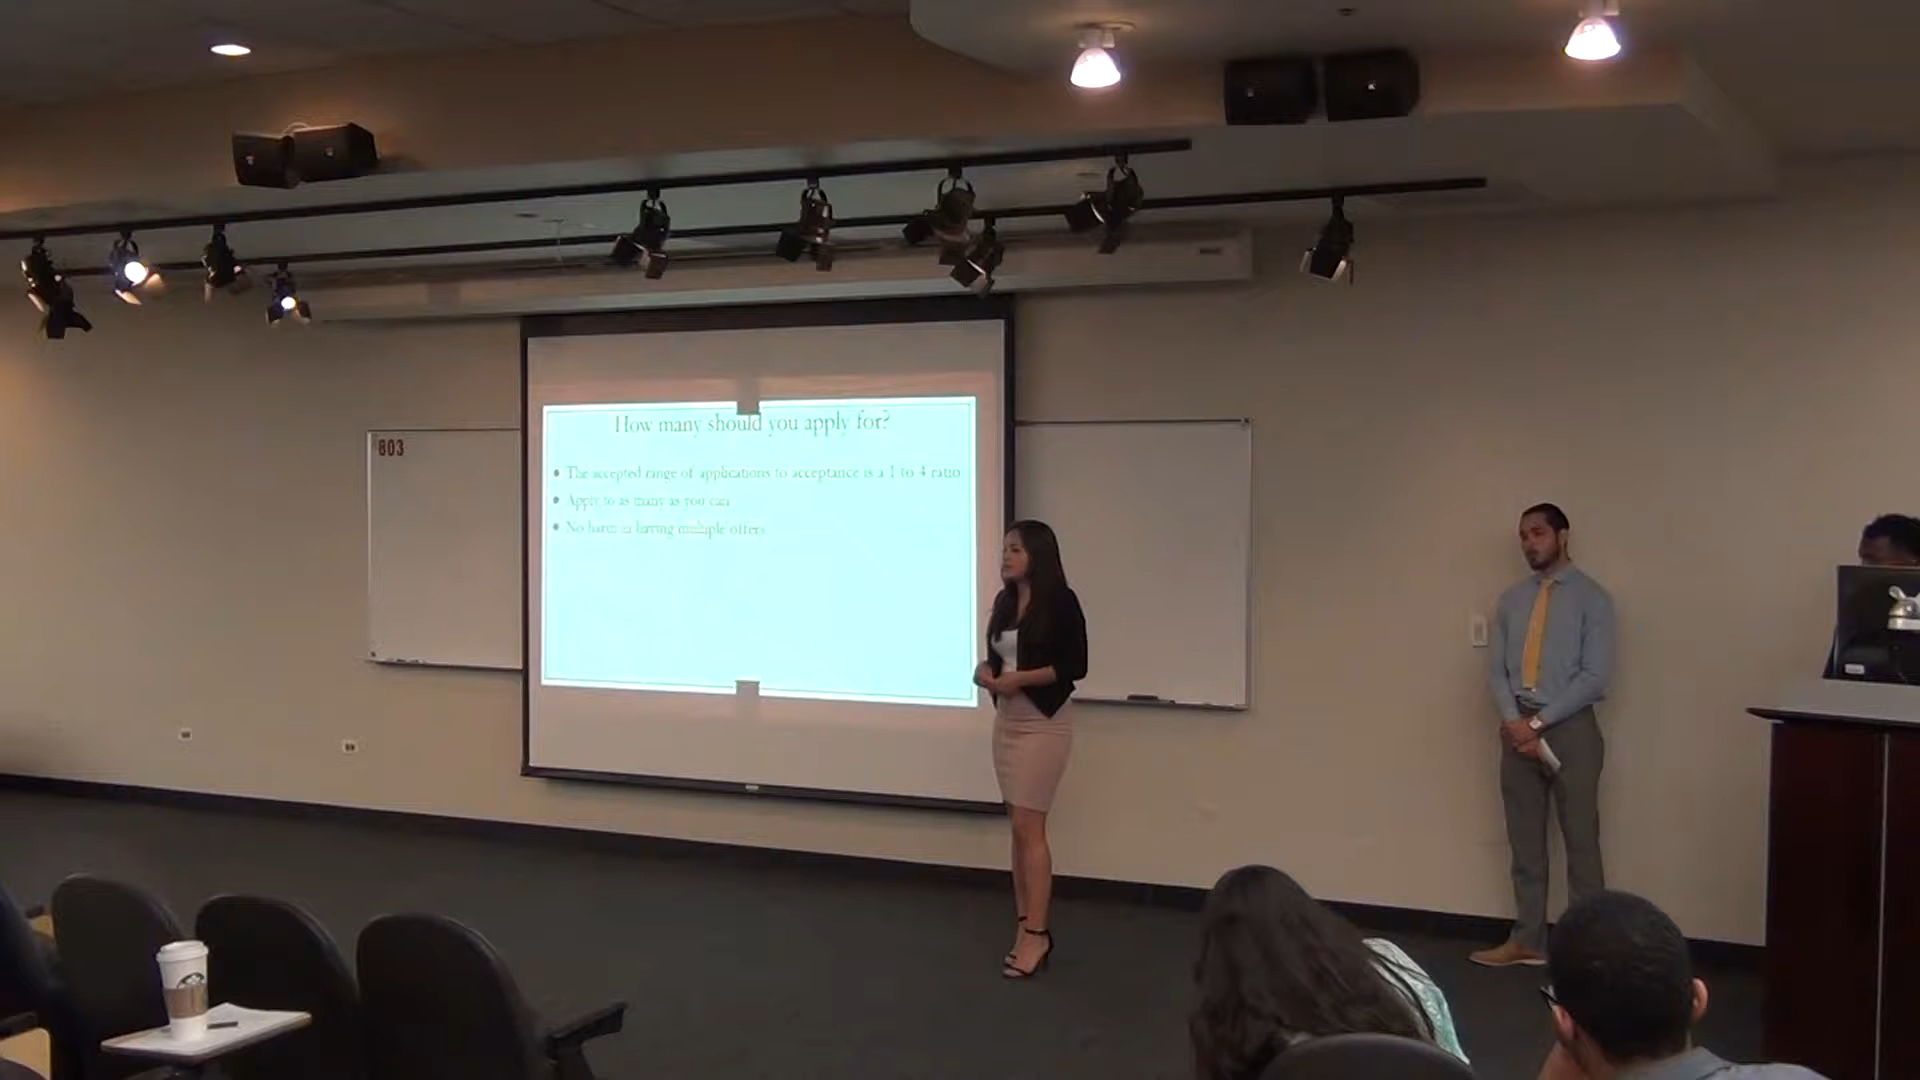 803
How many should you apply for?
• The accepted range of applications to acceptance is a 1 to 4 ratio
• Apply to as many as you can
• No harm in having multiple offers